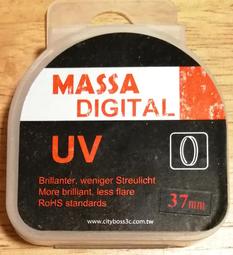 MASSA
DIGITAL
UV
Brillanter, weniger Streulicht
More brilliant, less flare
RoHS standards
37mm
www.cityboss3c.com.tw